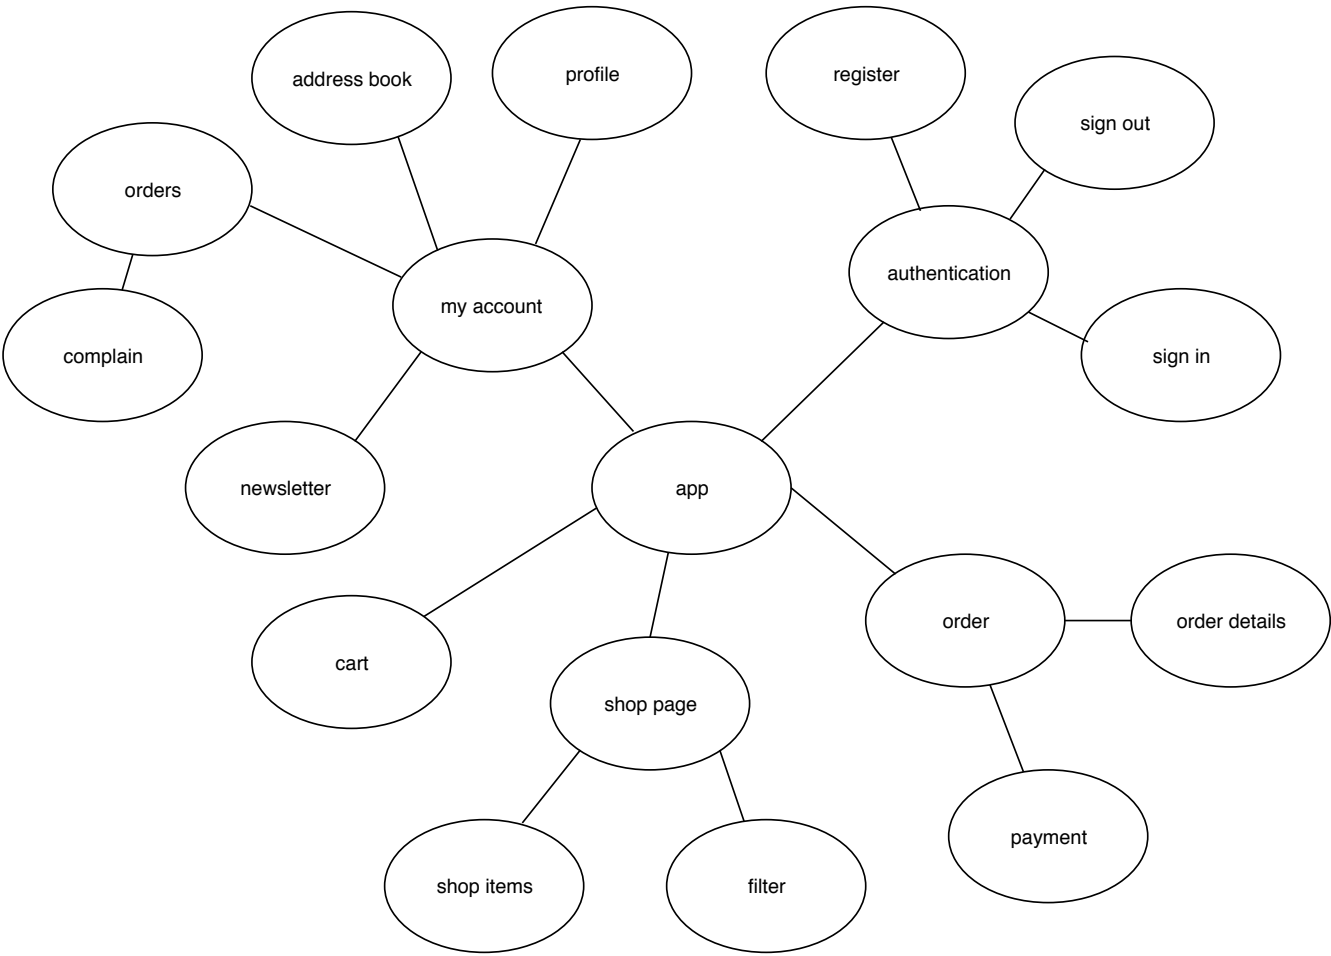 address book
profile
register
sign out
orders
authentication
my account
complain
sign in
newsletter
app
order
order details
cart
shop page
payment
shop items
filter